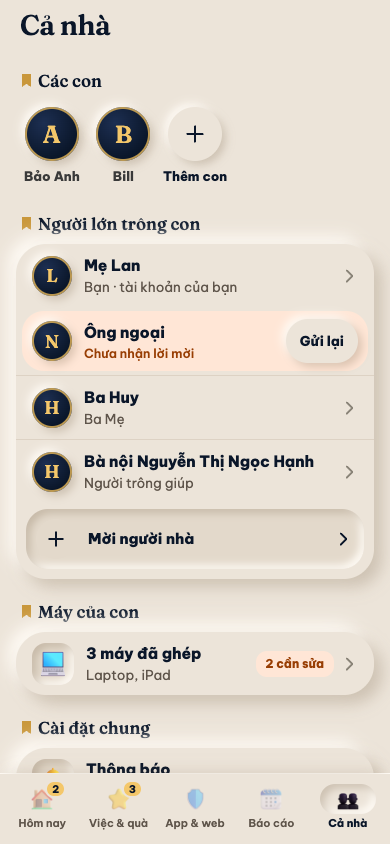 Cả nhà
Các con
A
B
Bảo Anh
Bill
Thêm con
Người lớn trông con
L
Mẹ Lan
Bạn · tài khoản của bạn
N
Ông ngoại
Chưa nhận lời mời
Gửi lại
H
Ba Huy
Ba Mẹ
H
Bà nội Nguyễn Thị Ngọc Hạnh
Người trông giúp
Mời người nhà
Máy của con
3 máy đã ghép
Laptop, iPad
2 cần sửa
Cài đặt chung
Thông báo
2
3
Hôm nay
Việc & quà
App & web
Báo cáo
Cả nhà